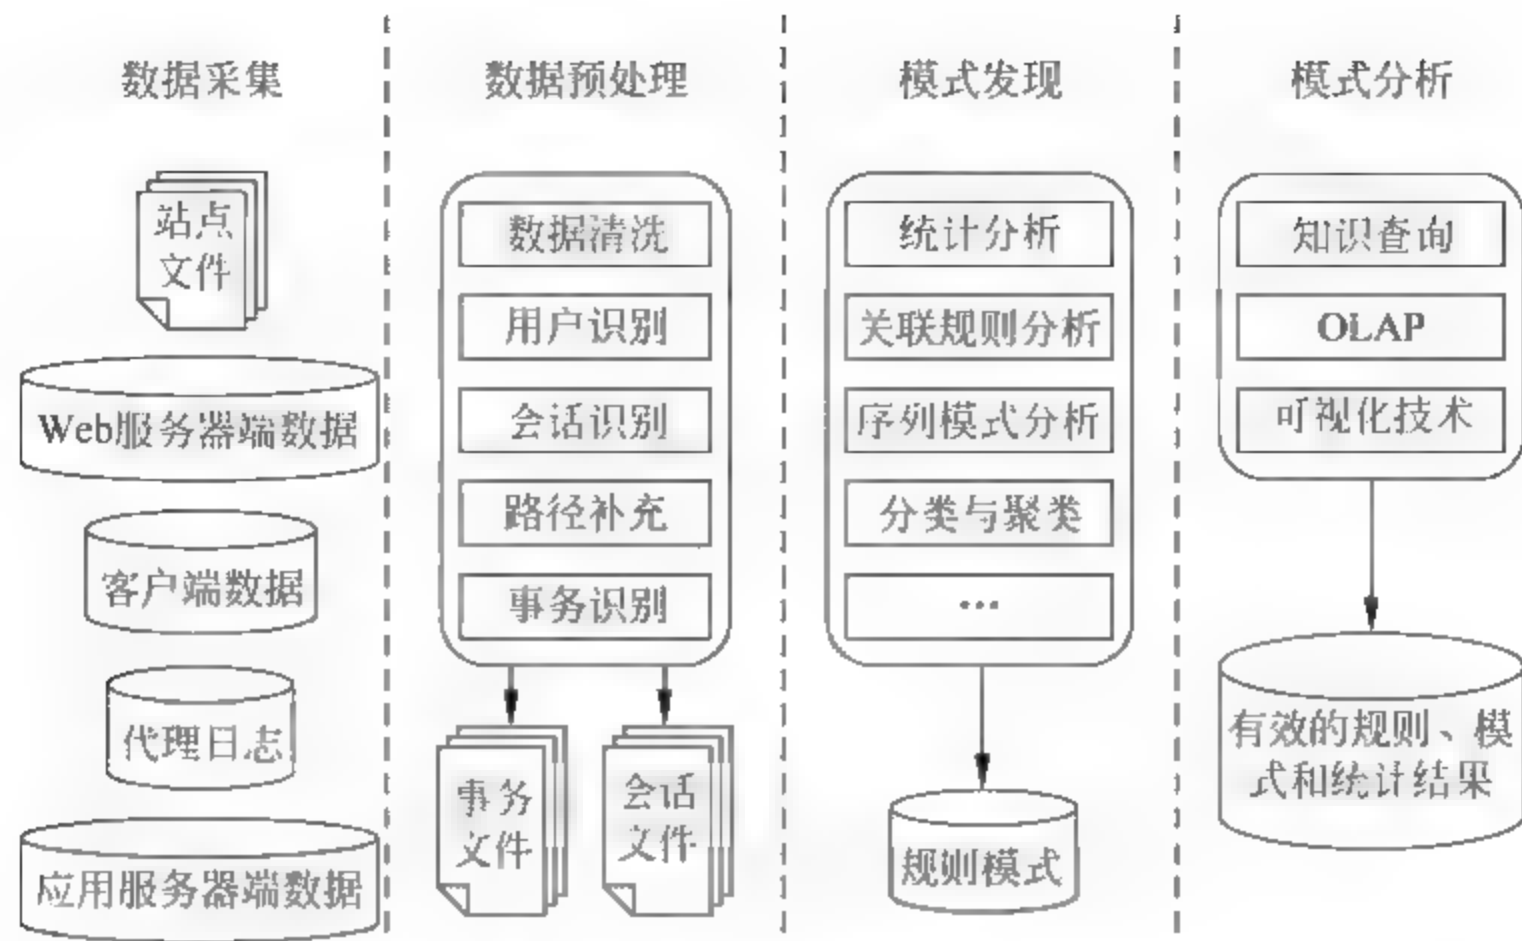 数据采集
站点
文件
Web服务器端数据
客户端数据
代理日志
应用服务器端数据
数据预处理
数据清洗
用户识别
会话识别
路径补充
事务识别
事务
文件
会话
文件
模式发现
统计分析
关联规则分析
序列模式分析
分类与聚类
…
规则模式
模式分析
知识查询
OLAP
可视化技术
有效的规则、模
式和统计结果